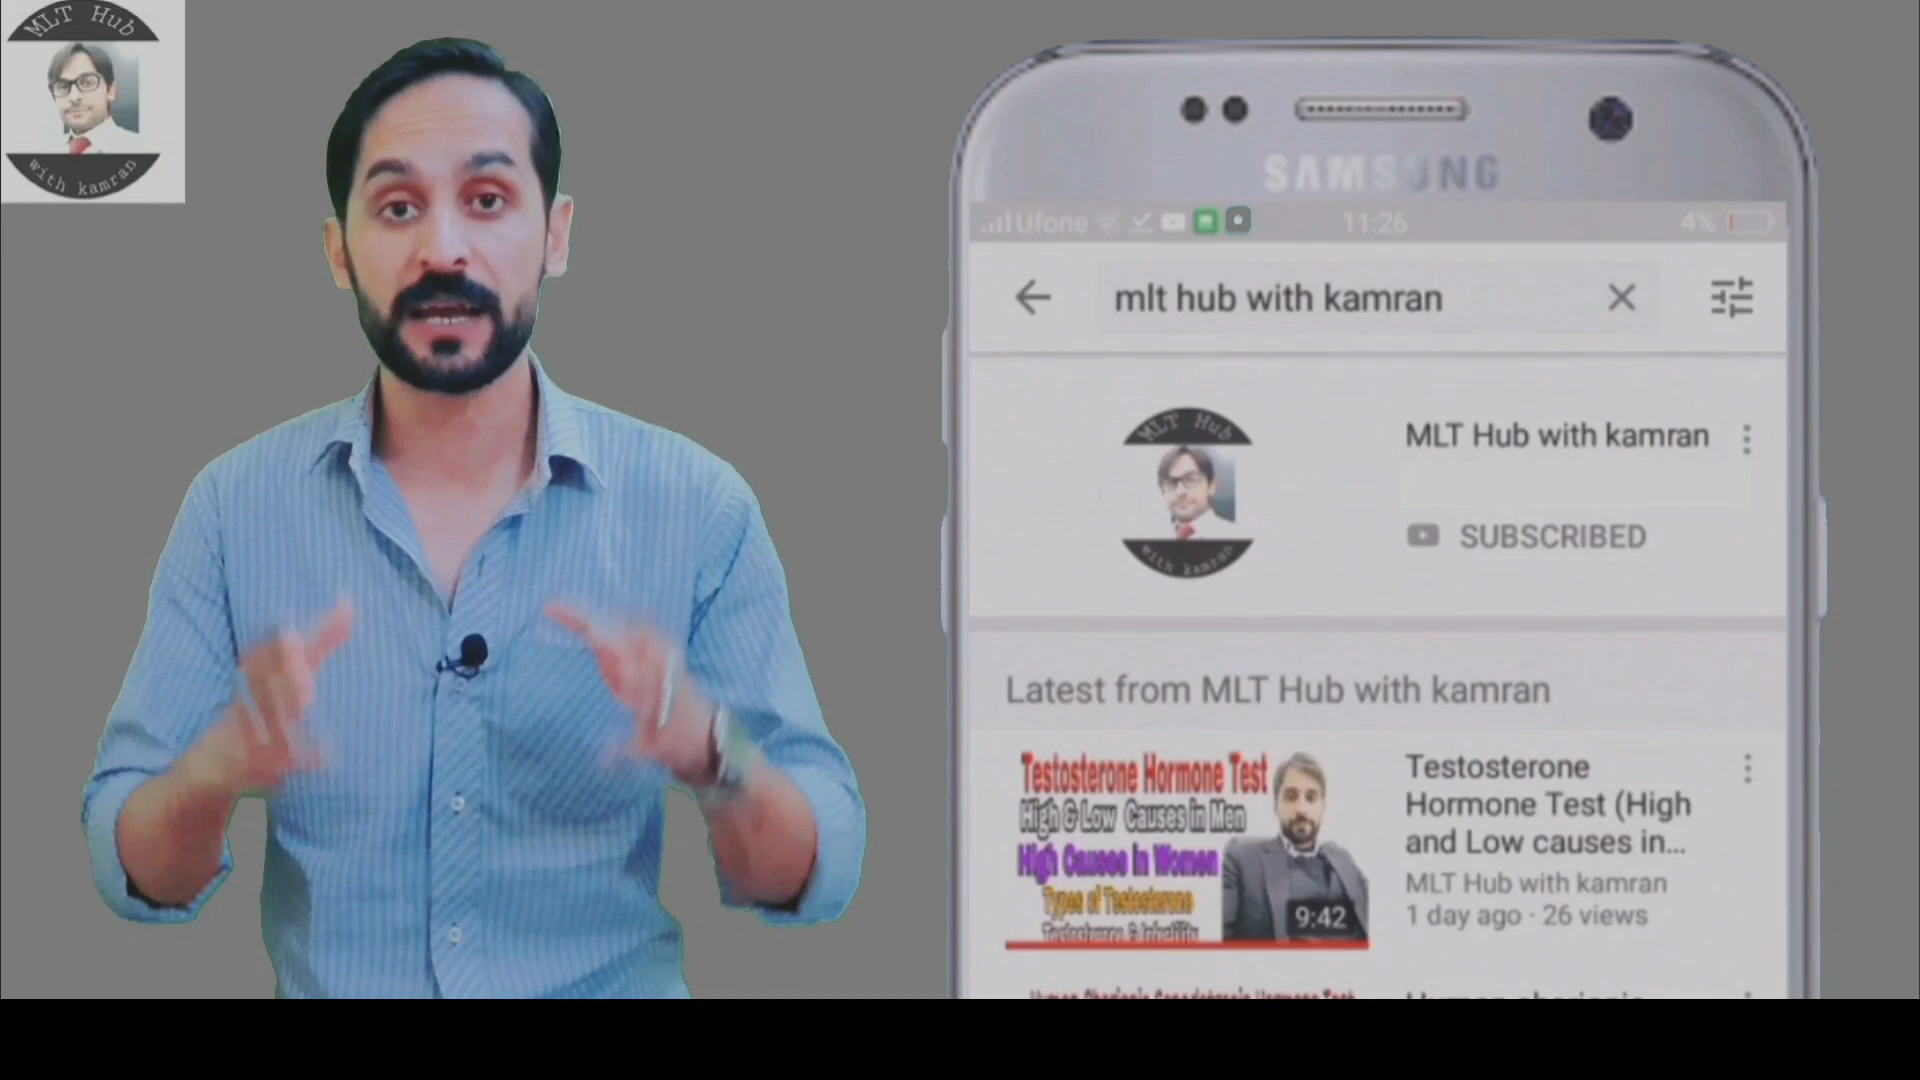 MLT Hub
with kamran
SAMSUNG
Ufone
11:26
4%
mlt hub with kamran
MLT Hub
with kamran
MLT Hub with kamran
SUBSCRIBED
Latest from MLT Hub with kamran
Testosterone Hormone Test
High & Low Causes in Men
High Causes in Women
Types of Testosterone
Testosterone & Infertility
9:42
Testosterone
Hormone Test (High
and Low causes in...
MLT Hub with kamran
1 day ago · 26 views